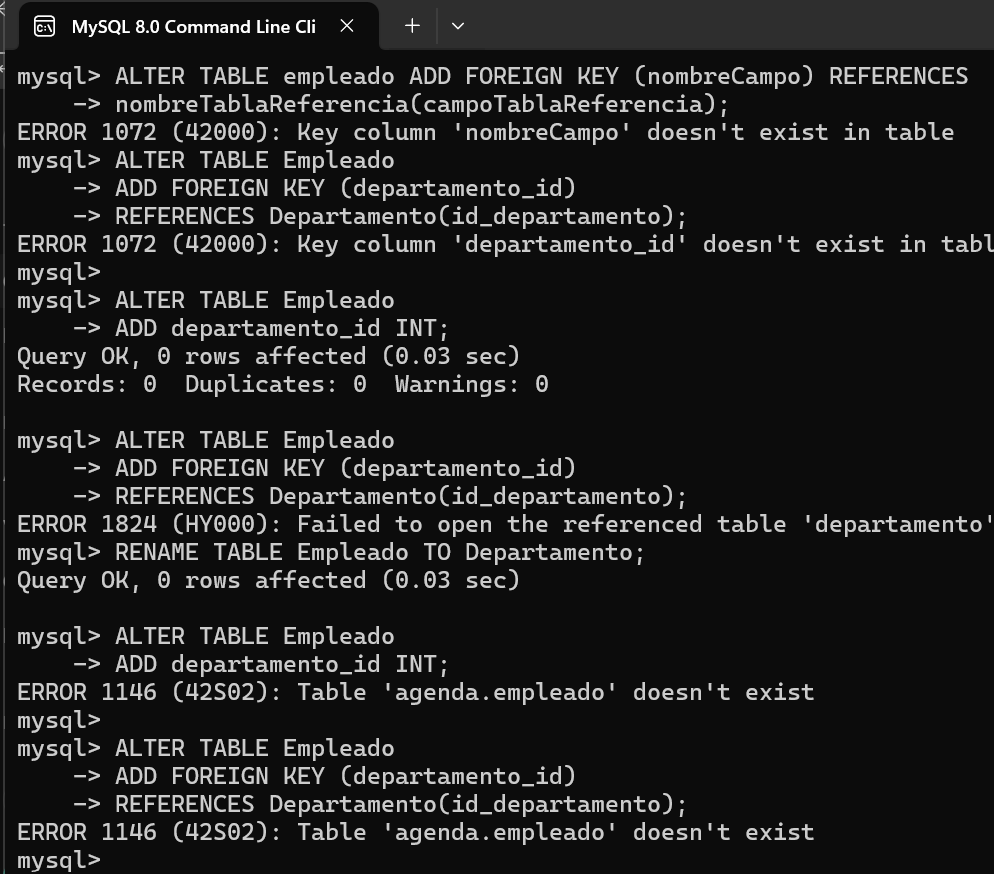 MySQL 8.0 Command Line Cli
mysql> ALTER TABLE empleado ADD FOREIGN KEY (nombreCampo) REFERENCES
    -> nombreTablaReferencia(campoTablaReferencia);
ERROR 1072 (42000): Key column 'nombreCampo' doesn't exist in table
mysql> ALTER TABLE Empleado
    -> ADD FOREIGN KEY (departamento_id)
    -> REFERENCES Departamento(id_departamento);
ERROR 1072 (42000): Key column 'departamento_id' doesn't exist in tabl
mysql>
mysql> ALTER TABLE Empleado
    -> ADD departamento_id INT;
Query OK, 0 rows affected (0.03 sec)
Records: 0  Duplicates: 0  Warnings: 0
mysql> ALTER TABLE Empleado
    -> ADD FOREIGN KEY (departamento_id)
    -> REFERENCES Departamento(id_departamento);
ERROR 1824 (HY000): Failed to open the referenced table 'departamento'
mysql> RENAME TABLE Empleado TO Departamento;
Query OK, 0 rows affected (0.03 sec)
mysql> ALTER TABLE Empleado
    -> ADD departamento_id INT;
ERROR 1146 (42S02): Table 'agenda.empleado' doesn't exist
mysql>
mysql> ALTER TABLE Empleado
    -> ADD FOREIGN KEY (departamento_id)
    -> REFERENCES Departamento(id_departamento);
ERROR 1146 (42S02): Table 'agenda.empleado' doesn't exist
mysql>